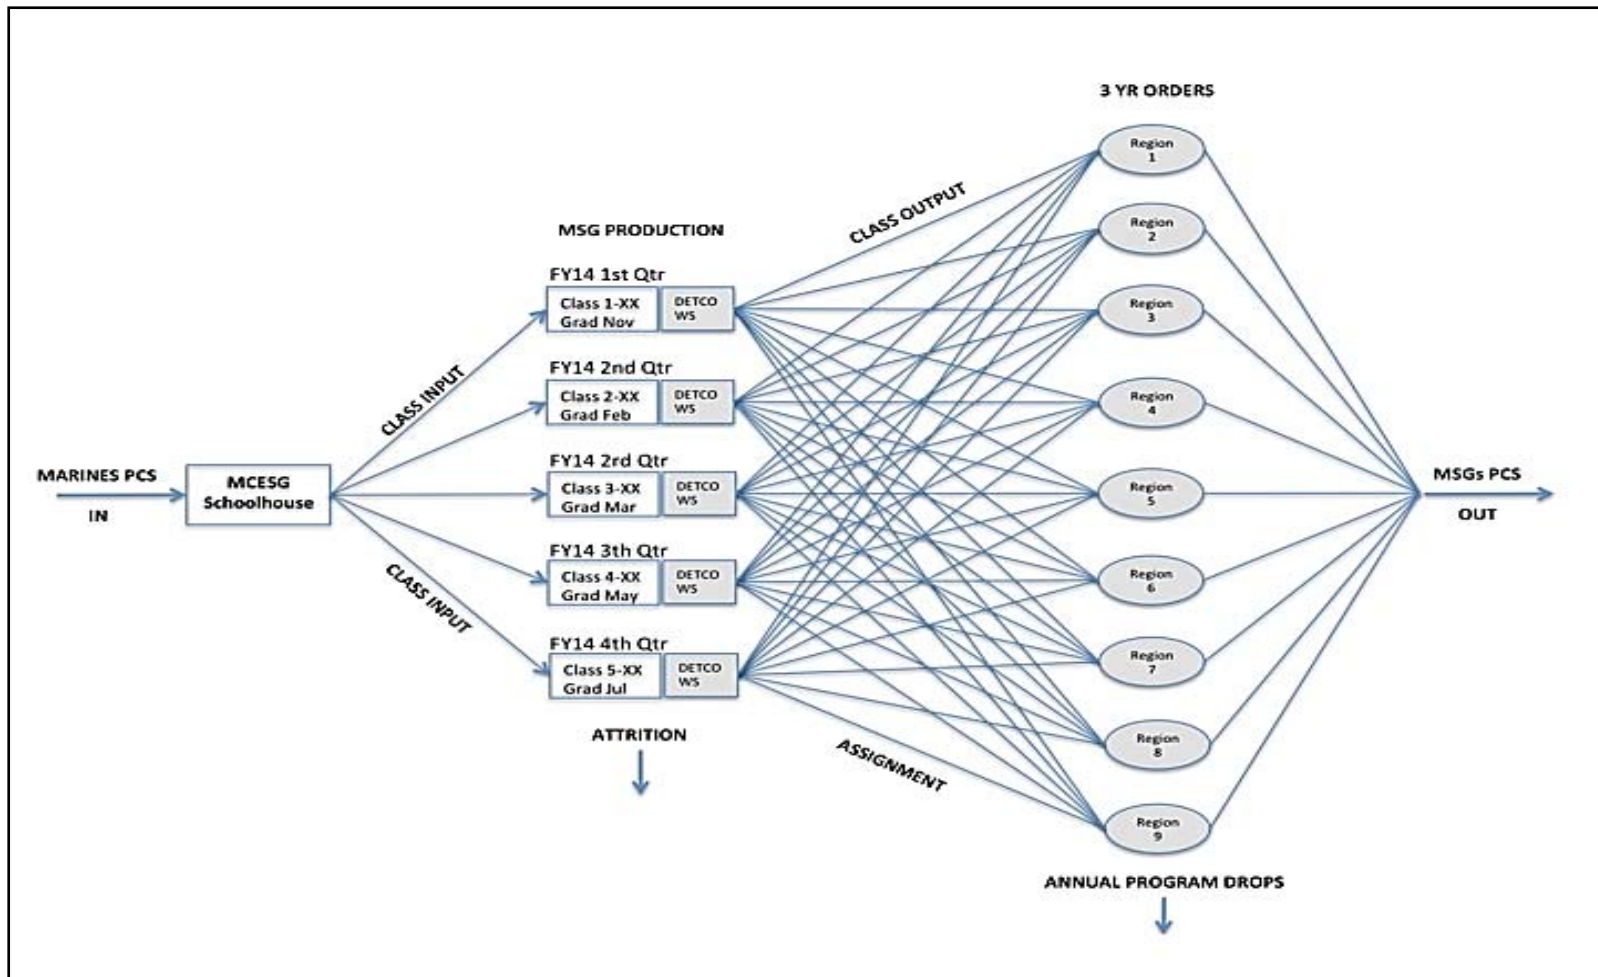 3 YR ORDERS
Region
1
CLASS OUTPUT
Region
2
MSG PRODUCTION
FY14 1st Qtr
Class 1-XX
Grad Nov
DETCO
WS
Region
3
FY14 2nd Qtr
Class 2-XX
Grad Feb
DETCO
WS
Region
4
CLASS INPUT
MARINES PCS
IN
MCESG
Schoolhouse
FY14 2rd Qtr
Class 3-XX
Grad Mar
DETCO
WS
Region
5
MSGs PCS
OUT
FY14 3th Qtr
Class 4-XX
Grad May
DETCO
WS
Region
6
CLASS INPUT
FY14 4th Qtr
Class 5-XX
Grad Jul
DETCO
WS
Region
7
ATTRITION
ASSIGNMENT
Region
8
Region
9
ANNUAL PROGRAM DROPS